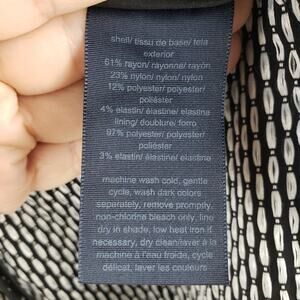 shell/ tissu de base/ tela
exterior
61% rayon/ rayonne/ rayón
23% nylon/ nylon/ nylon
12% polyester/ polyester/
poliéster
4% elastin/ élastine/ elastina
lining/ doublure/ forro
97% polyester/ polyester/
poliéster
3% elastin/ élastine/ elastina
machine wash cold, gentle
cycle, wash dark colors
separately, remove promptly,
non-chlorine bleach only, line
dry in shade, low heat iron if
necessary, dry clean/laver à la
machine à l'eau froide, cycle
délicat, laver les couleurs